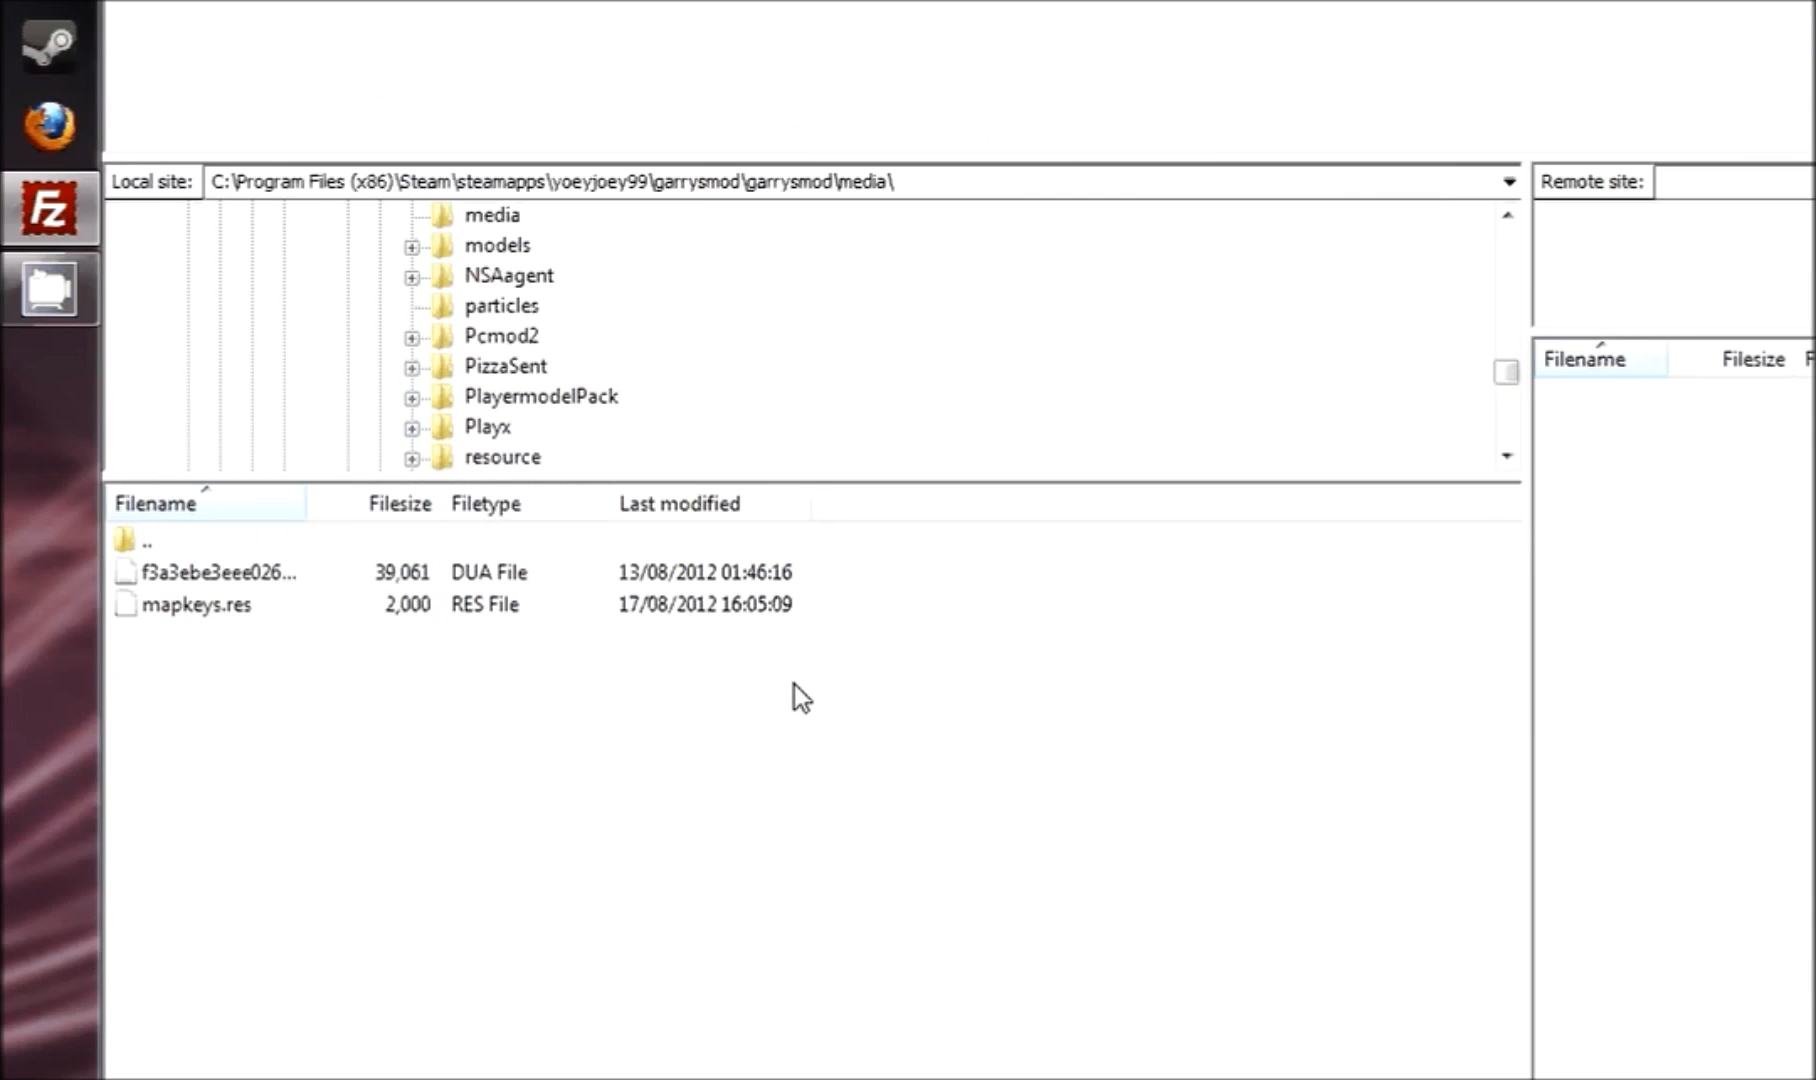 Local site: C:\Program Files (x86)\Steam\steamapps\yoeyjoey99\garrysmod\garrysmod\media\ Remote site:
media
models
NSAagent
particles
Pcmod2
PizzaSent
PlayermodelPack
Playx
resource
Filename Filesize F
Filename Filesize Filetype Last modified
..
f3a3ebe3eee026... 39,061 DUA File 13/08/2012 01:46:16
mapkeys.res 2,000 RES File 17/08/2012 16:05:09
Fz